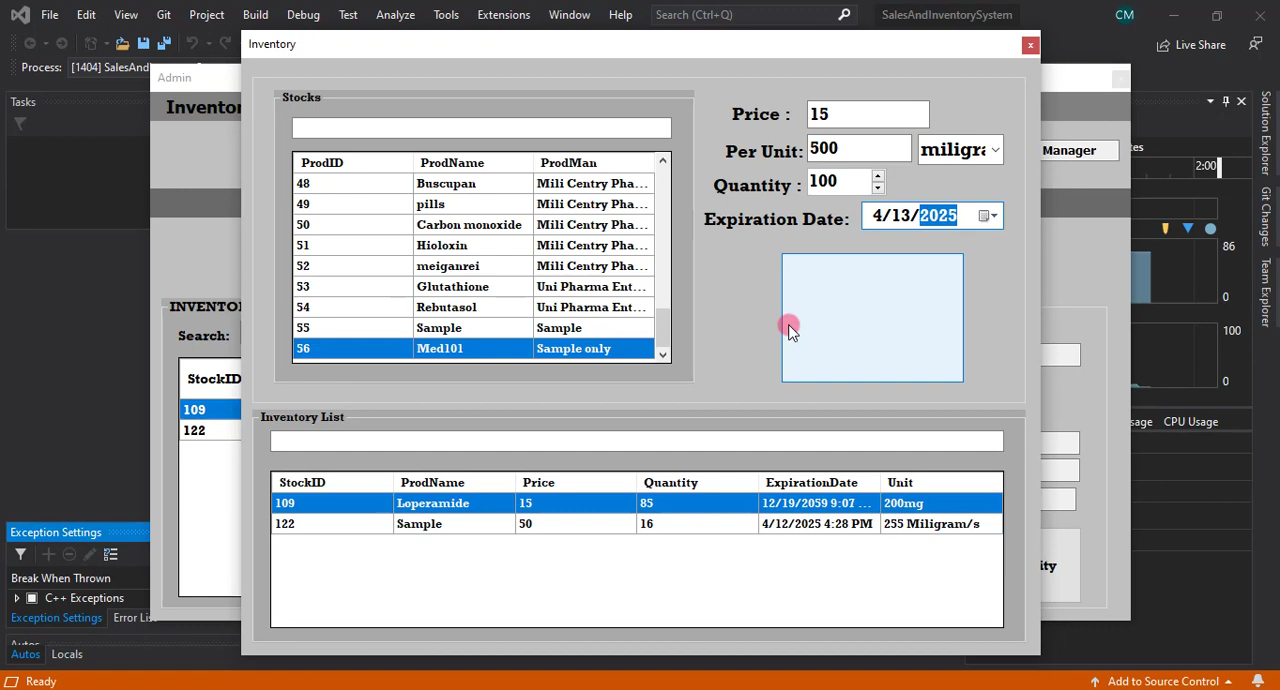 File Edit View Git Project Build Debug Test Analyze Tools Extensions Window Help Search (Ctrl+Q) SalesAndInventorySystem CM
Live Share
Process: [1404] SalesAnd
Tasks
Admin
Inventor
Inventory
x
Stocks
ProdID ProdName ProdMan
48 Buscupan Mili Centry Pha...
49 pills Mili Centry Pha...
50 Carbon monoxide Mili Centry Pha...
51 Hioloxin Mili Centry Pha...
52 meiganrei Mili Centry Pha...
53 Glutathione Uni Pharma Ent...
54 Rebutasol Uni Pharma Ent...
55 Sample Sample
56 Med101 Sample only
Price : 15
Per Unit: 500 miligra
Quantity : 100
Expiration Date: 4/13/2025
Manager
tes
2:00
86
0
100
0
sage CPU Usage
Solution Explorer
Git Changes
Team Explorer
INVENTO
Search:
StockID
109
122
Inventory List
StockID ProdName Price Quantity ExpirationDate Unit
109 Loperamide 15 85 12/19/2059 9:07 ... 200mg
122 Sample 50 16 4/12/2025 4:28 PM 255 Miligram/s
ity
Exception Settings
Break When Thrown
C++ Exceptions
Exception Settings Error Lis
Autos
Autos Locals
Ready
Add to Source Control